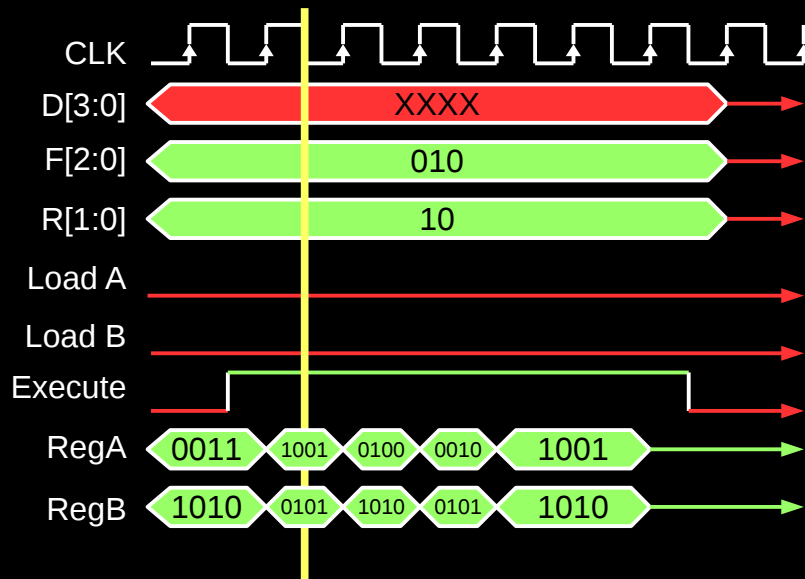 CLK
D[3:0] XXXX
F[2:0] 010
R[1:0] 10
Load A
Load B
Execute
RegA 0011 1001 0100 0010 1001
RegB 1010 0101 1010 0101 1010